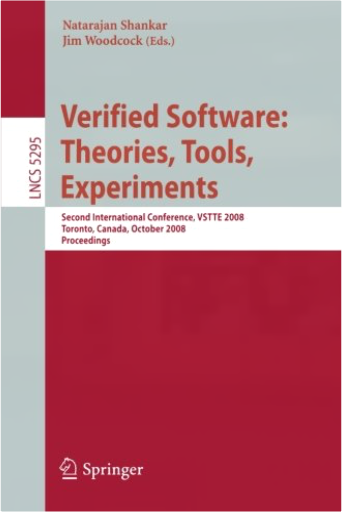 Natarajan Shankar
Jim Woodcock (Eds.)
LNCS 5295
Verified Software:
Theories, Tools,
Experiments
Second International Conference, VSTTE 2008
Toronto, Canada, October 2008
Proceedings
Springer